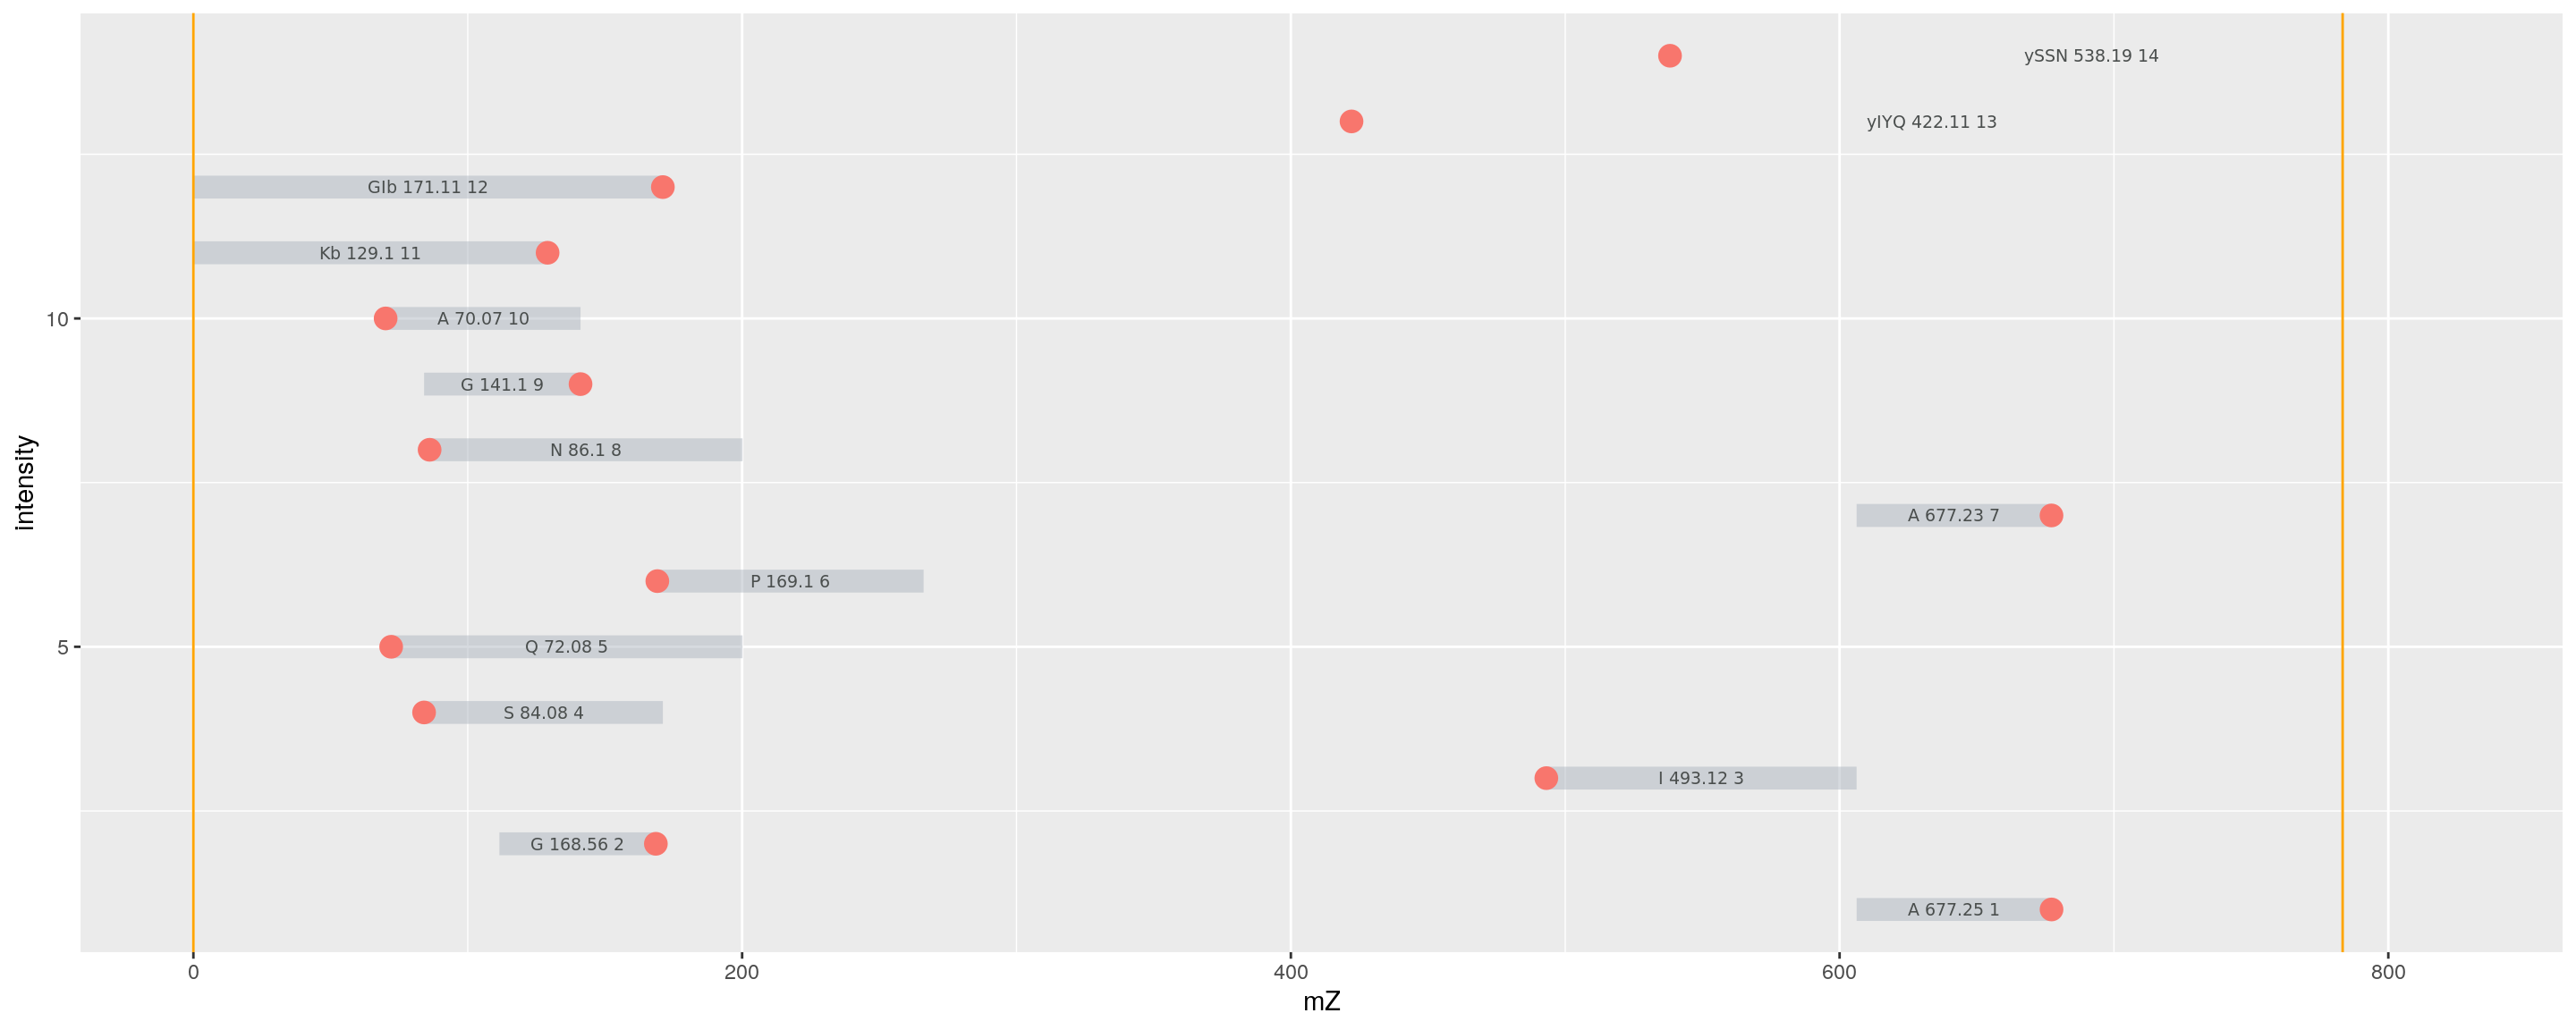 ySSN 538.19 14
yIYQ 422.11 13
GIb 171.11 12
Kb 129.1 11
10
A 70.07 10
G 141.1 9
N 86.1 8
intensity
A 677.23 7
P 169.1 6
5
Q 72.08 5
S 84.08 4
I 493.12 3
G 168.56 2
A 677.25 1
0 200 400 600 800
mZ